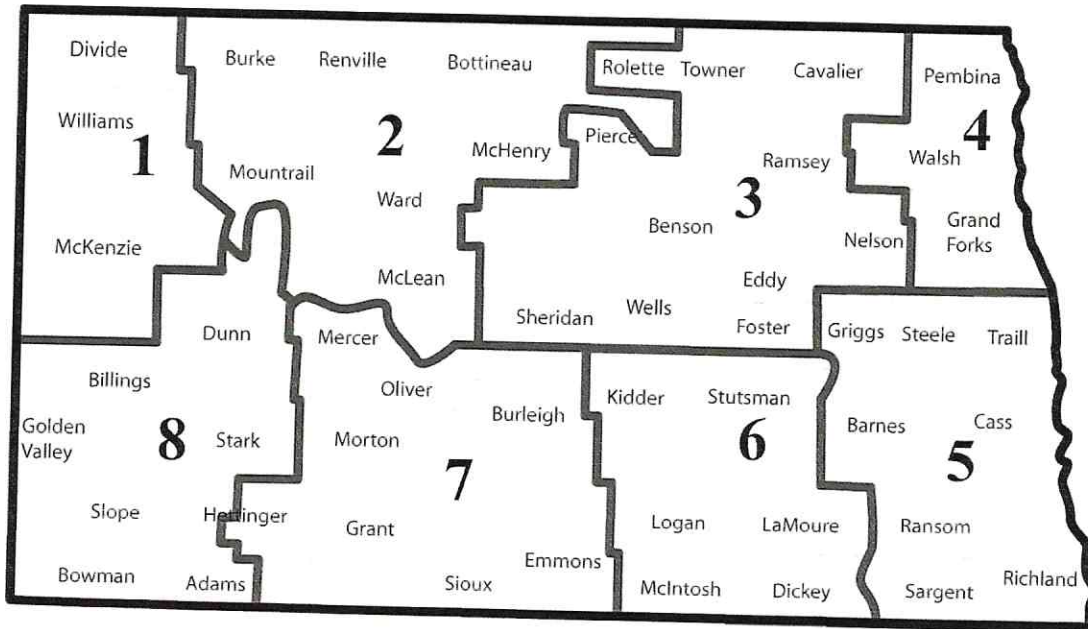 Divide
Burke
Renville
Bottineau
Rolette
Towner
Cavalier
Pembina
Williams
1
2
McHenry
Pierce
4
Mountrail
Ward
Ramsey
Walsh
3
McKenzie
Benson
Nelson
Grand
Forks
McLean
Eddy
Dunn
Mercer
Sheridan
Wells
Foster
Griggs
Steele
Traill
Billings
Oliver
Kidder
Stutsman
Golden
Valley
8
Stark
Morton
Burleigh
6
Barnes
Cass
7
5
Slope
Hettinger
Grant
Logan
LaMoure
Ransom
Bowman
Adams
Sioux
Emmons
McIntosh
Dickey
Sargent
Richland